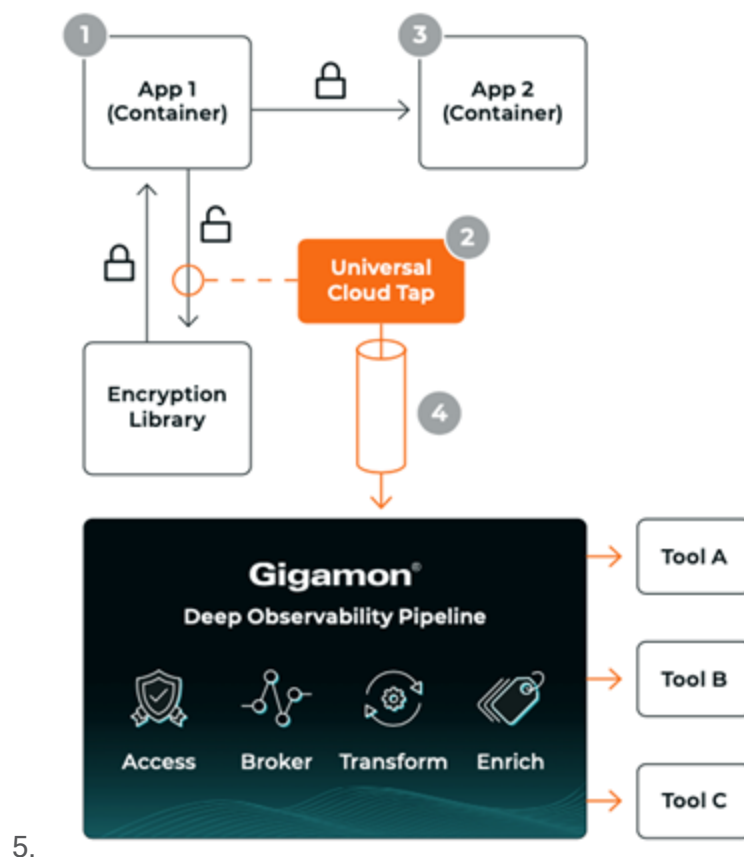 1
App 1
(Container)
3
App 2
(Container)
2
Universal
Cloud Tap
Encryption
Library
4
Gigamon®
Deep Observability Pipeline
Access
Broker
Transform
Enrich
Tool A
Tool B
Tool C
5.